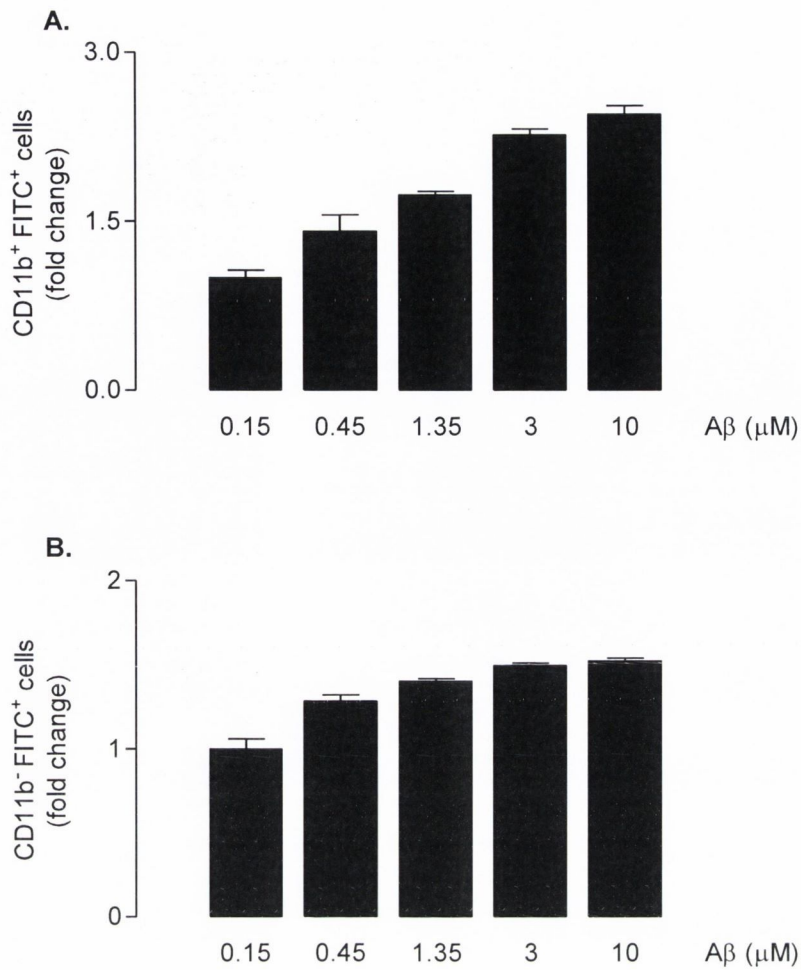 A.
CD11b⁺ FITC⁺ cells
(fold change)
3.0
1.5
0.0
0.15 0.45 1.35 3 10 Aβ (μM)
B.
CD11b⁻ FITC⁺ cells
(fold change)
2
1
0
0.15 0.45 1.35 3 10 Aβ (μM)